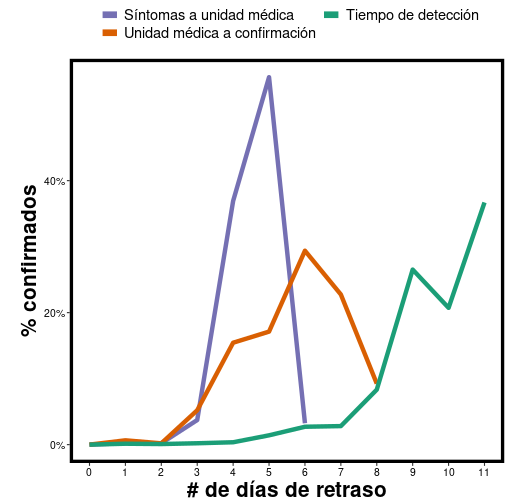 Síntomas a unidad médica
Tiempo de detección
Unidad médica a confirmación
% confirmados
40%
20%
0%
0 1 2 3 4 5 6 7 8 9 10 11
# de días de retraso